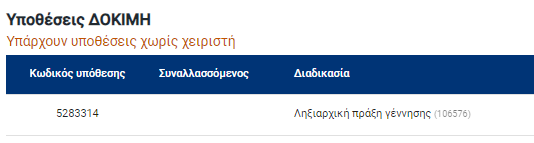 Υποθέσεις ΔΟΚΙΜΗ
Υπάρχουν υποθέσεις χωρίς χειριστή
Κωδικός υπόθεσης Συναλλασσόμενος Διαδικασία
5283314 Ληξιαρχική πράξη γέννησης (106576)